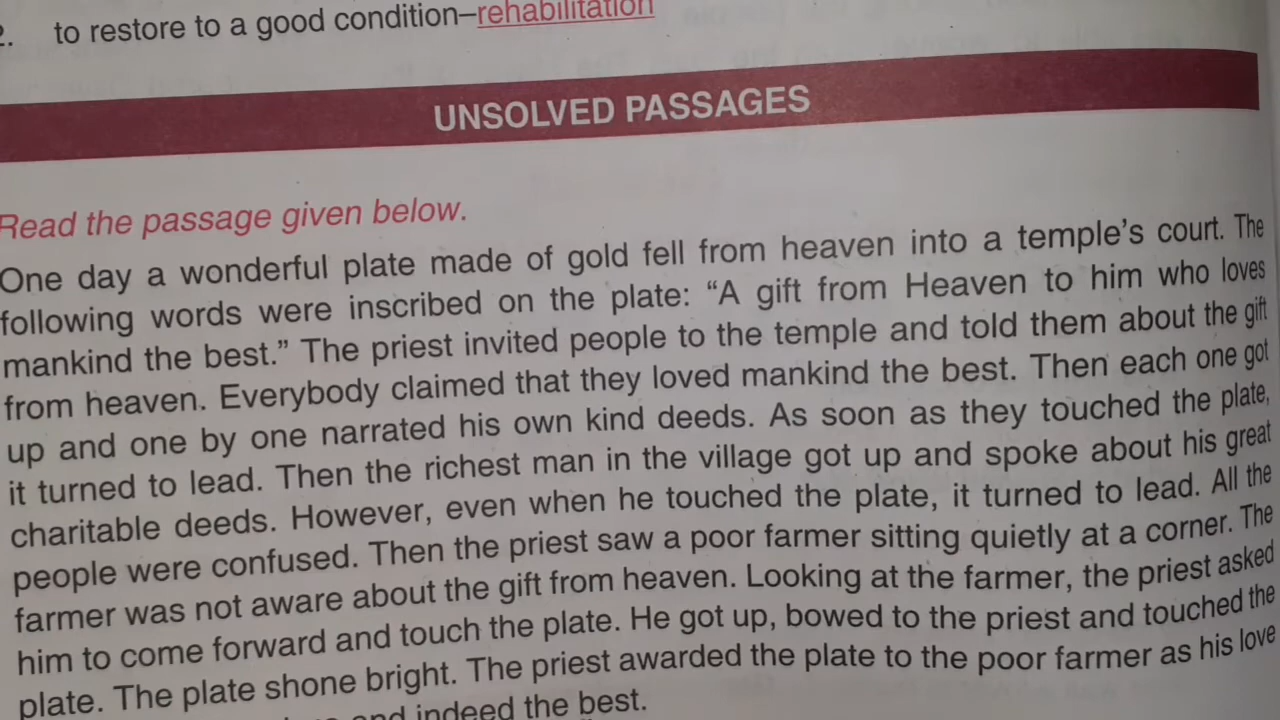 to restore to a good condition–rehabilitation
UNSOLVED PASSAGES
Read the passage given below.
One day a wonderful plate made of gold fell from heaven into a temple's court. The
following words were inscribed on the plate: “A gift from Heaven to him who loves
mankind the best.” The priest invited people to the temple and told them about the gift
from heaven. Everybody claimed that they loved mankind the best. Then each one got
up and one by one narrated his own kind deeds. As soon as they touched the plate,
it turned to lead. Then the richest man in the village got up and spoke about his great
charitable deeds. However, even when he touched the plate, it turned to lead. All the
people were confused. Then the priest saw a poor farmer sitting quietly at a corner. The
farmer was not aware about the gift from heaven. Looking at the farmer, the priest asked
him to come forward and touch the plate. He got up, bowed to the priest and touched the
plate. The plate shone bright. The priest awarded the plate to the poor farmer as his love
and indeed the best.